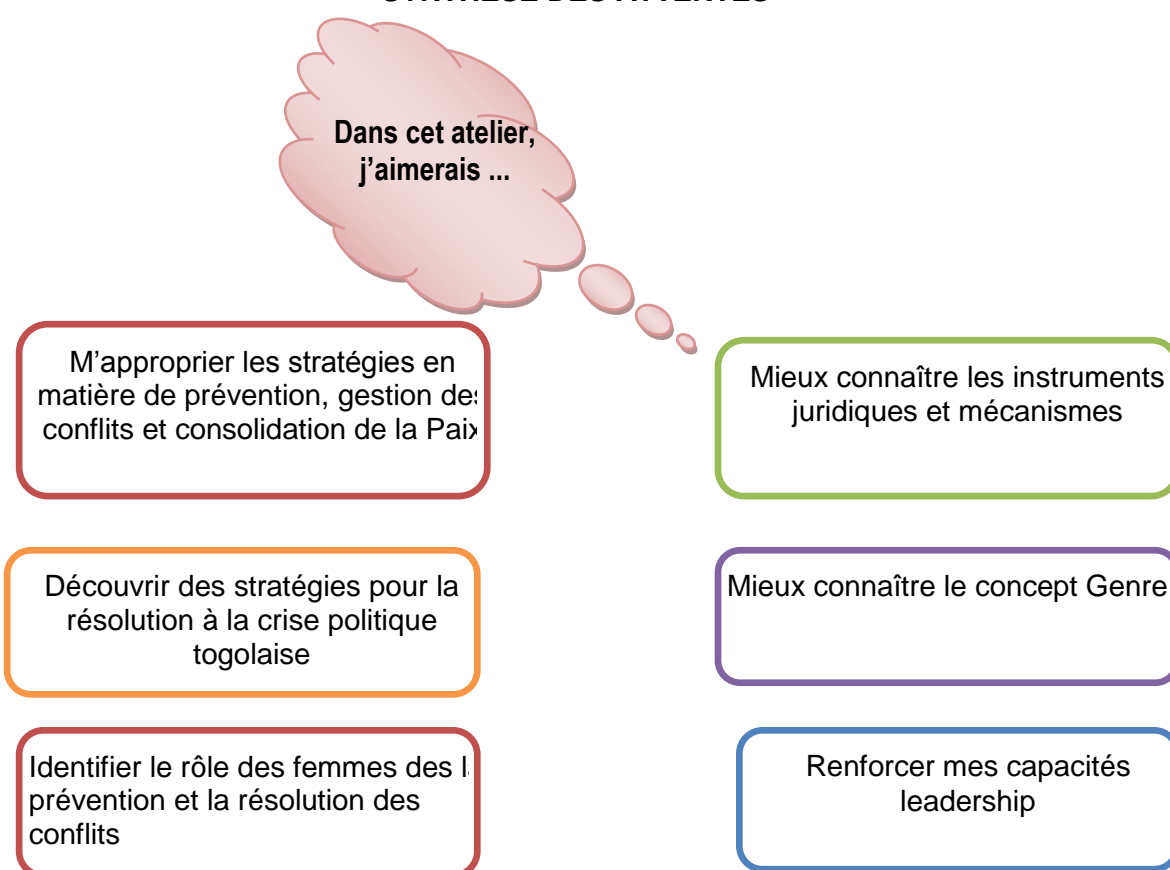 Dans cet atelier,
j'aimerais ...
M'approprier les stratégies en
matière de prévention, gestion des
conflits et consolidation de la Paix
Mieux connaître les instruments
juridiques et mécanismes
Découvrir des stratégies pour la
résolution à la crise politique
togolaise
Mieux connaître le concept Genre
Identifier le rôle des femmes des
prévention et la résolution des
conflits
Renforcer mes capacités
leadership